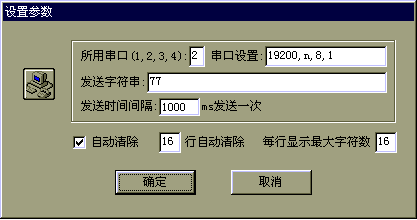 设置参数
所用串口(1,2,3,4): 2 串口设置: 19200,n,8,1
发送字符串: 77
发送时间间隔: 1000 ms发送一次
自动清除 16 行自动清除 每行显示最大字符数 16
确定 取消